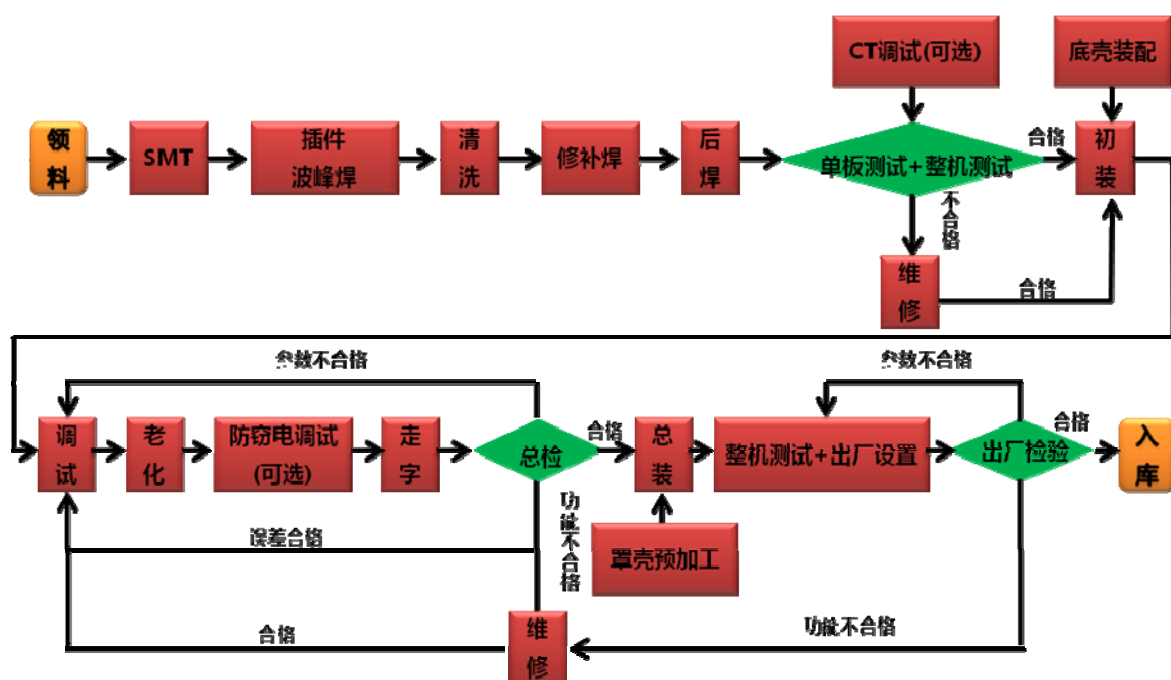 CT调试(可选)
底壳装配
领
料
SMT
插件
波峰焊
清
洗
修补焊
后
焊
单板测试+整机测试
合格
初
装
不
合
格
维
修
合格
参数不合格
参数不合格
调
试
老
化
防窃电调试
(可选)
走
字
总检
合格
总
装
整机测试+出厂设置
出厂检验
合格
入
库
功
能
不
合
格
误差合格
罩壳预加工
合格
维
修
功能不合格